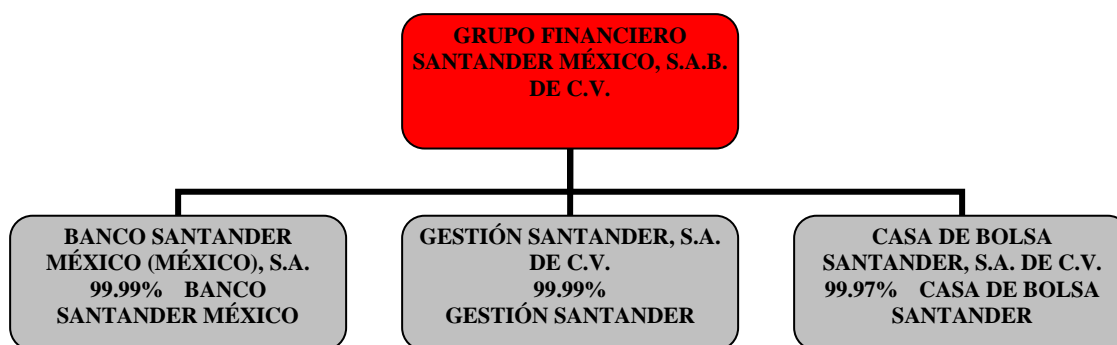 GRUPO FINANCIERO
SANTANDER MÉXICO, S.A.B.
DE C.V.
BANCO SANTANDER
MÉXICO (MÉXICO), S.A.
99.99% BANCO
SANTANDER MÉXICO
GESTIÓN SANTANDER, S.A.
DE C.V.
99.99%
GESTIÓN SANTANDER
CASA DE BOLSA
SANTANDER, S.A. DE C.V.
99.97% CASA DE BOLSA
SANTANDER